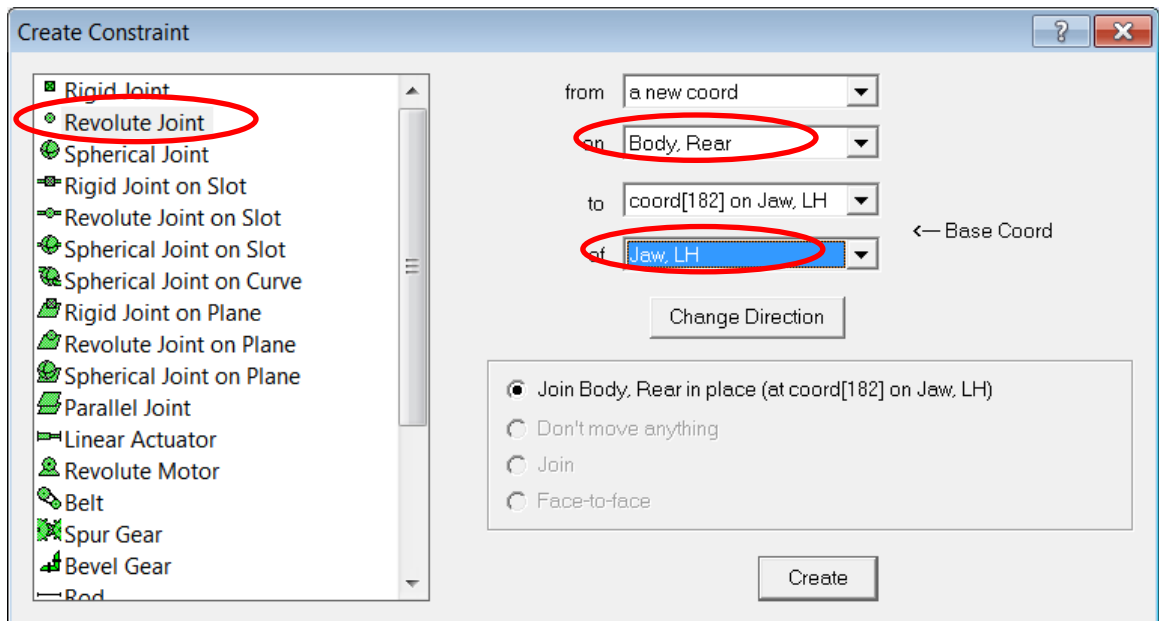 Create Constraint
Rigid Joint
Revolute Joint
Spherical Joint
Rigid Joint on Slot
Revolute Joint on Slot
Spherical Joint on Slot
Spherical Joint on Curve
Rigid Joint on Plane
Revolute Joint on Plane
Spherical Joint on Plane
Parallel Joint
Linear Actuator
Revolute Motor
Belt
Spur Gear
Bevel Gear
Rod
from a new coord
on Body, Rear
to coord[182] on Jaw, LH
<— Base Coord
of Jaw, LH
Change Direction
Join Body, Rear in place (at coord[182] on Jaw, LH)
Don't move anything
Join
Face-to-face
Create